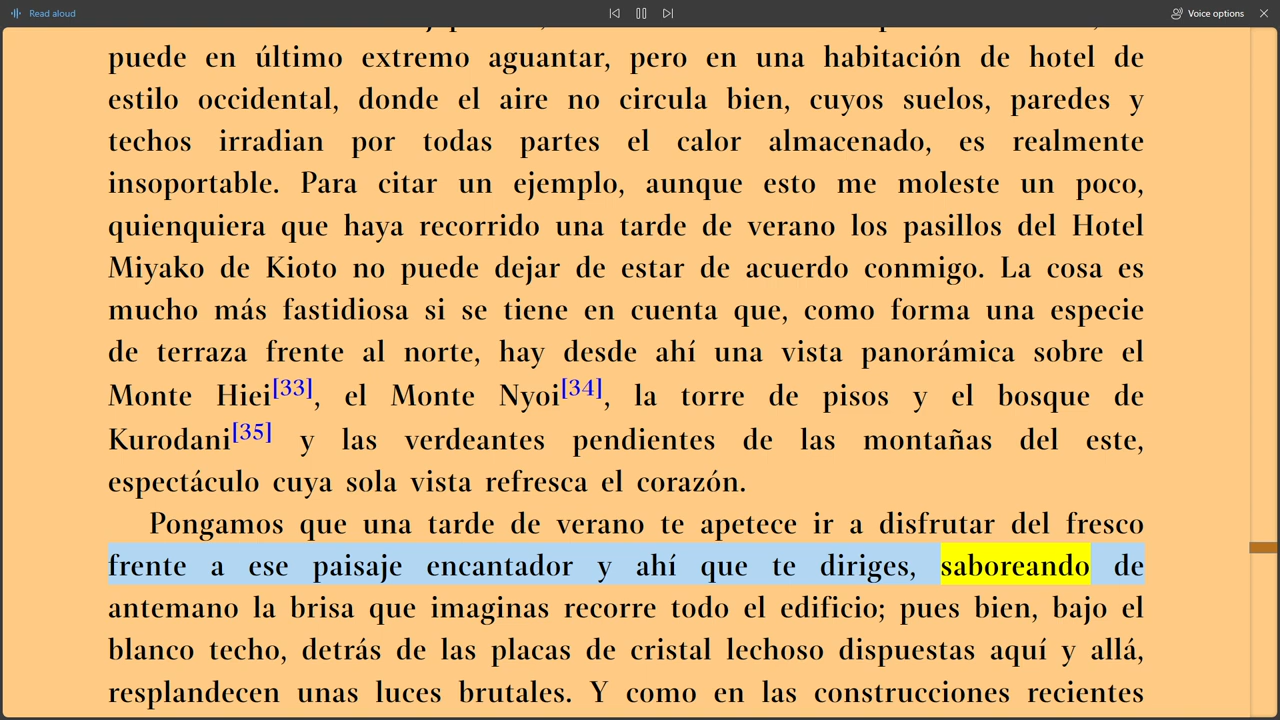 Read aloud
Voice options
puede en último extremo aguantar, pero en una habitación de hotel de
estilo occidental, donde el aire no circula bien, cuyos suelos, paredes y
techos irradian por todas partes el calor almacenado, es realmente
insoportable. Para citar un ejemplo, aunque esto me moleste un poco,
quienquiera que haya recorrido una tarde de verano los pasillos del Hotel
Miyako de Kioto no puede dejar de estar de acuerdo conmigo. La cosa es
mucho más fastidiosa si se tiene en cuenta que, como forma una especie
de terraza frente al norte, hay desde ahí una vista panorámica sobre el
Monte Hiei[33], el Monte Nyoi[34], la torre de pisos y el bosque de
Kurodani[35] y las verdeantes pendientes de las montañas del este,
espectáculo cuya sola vista refresca el corazón.
Pongamos que una tarde de verano te apetece ir a disfrutar del fresco
frente a ese paisaje encantador y ahí que te diriges, saboreando de
antemano la brisa que imaginas recorre todo el edificio; pues bien, bajo el
blanco techo, detrás de las placas de cristal lechoso dispuestas aquí y allá,
resplandecen unas luces brutales. Y como en las construcciones recientes